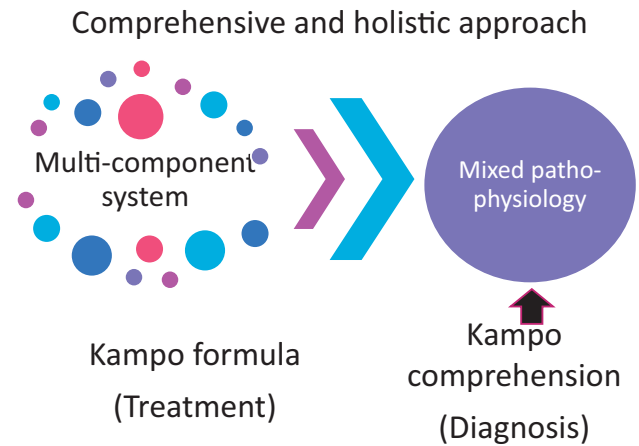 Comprehensive and holistic approach
Multi-component
system
Mixed patho-
physiology
Kampo formula
(Treatment)
Kampo
comprehension
(Diagnosis)